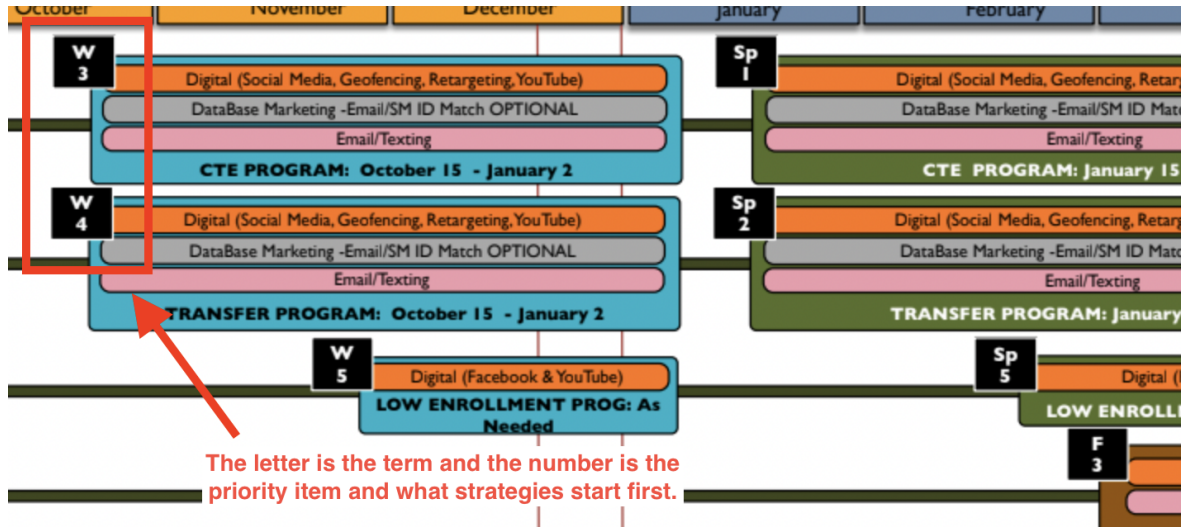 October November December January February
W
3
Digital (Social Media, Geofencing, Retargeting, YouTube)
DataBase Marketing -Email/SM ID Match OPTIONAL
Email/Texting
CTE PROGRAM: October 15 - January 2
Sp
1
Digital (Social Media, Geofencing,
DataBase Marketing -Email/SM ID
Email/Texting
CTE PROGRAM: January 15
W
4
Digital (Social Media, Geofencing, Retargeting, YouTube)
DataBase Marketing -Email/SM ID Match OPTIONAL
Email/Texting
TRANSFER PROGRAM: October 15 - January 2
Sp
2
Digital (Social Media, Geofencing,
DataBase Marketing -Email/SM ID
Email/Texting
TRANSFER PROGRAM: January
W
5
Digital (Facebook & YouTube)
LOW ENROLLMENT PROG: As
Needed
Sp
5
Digital (
LOW
F
3
The letter is the term and the number is the
priority item and what strategies start first.